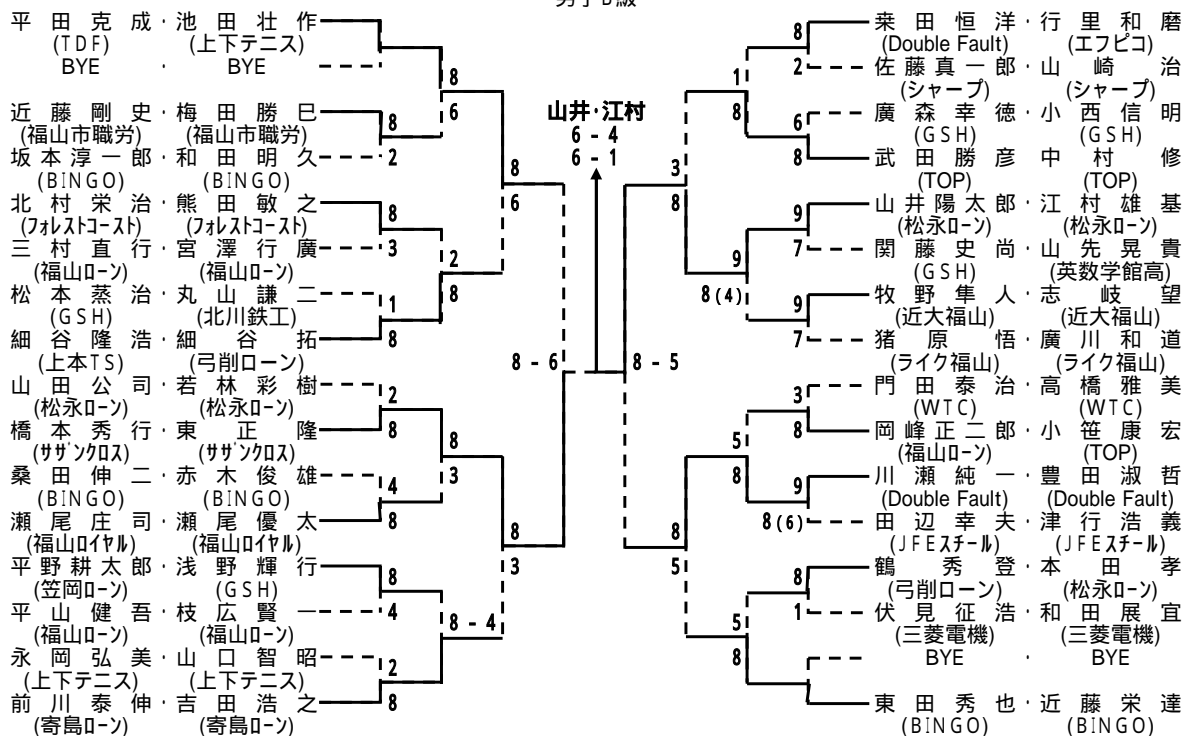 平田克成・池田壮作
(TDF) (上下テニス)
BYE ・ BYE
近藤剛史・梅田勝巳
(福山市職労) (福山市職労)
坂本淳一郎・和田明久
(BINGO) (BINGO)
北村栄治・熊田敏之
(フォレストコースト) (フォレストコースト)
三村直行・宮澤行廣
(福山ローン) (福山ローン)
松本蒸治・丸山謙二
(GSH) (北川鉄工)
細谷隆浩・細谷拓
(上本TS) (弓削ローン)
山田公司・若林彩樹
(松永ローン) (松永ローン)
橋本秀行・東正隆
(サザンクロス) (サザンクロス)
桑田伸二・赤木俊雄
(BINGO) (BINGO)
瀬尾庄司・瀬尾優太
(福山ロイヤル) (福山ロイヤル)
平野耕太郎・浅野輝行
(笠岡ローン) (GSH)
平山健吾・枝広賢一
(福山ローン) (福山ローン)
永岡弘美・山口智昭
(上下テニス) (上下テニス)
前川泰伸・吉田浩之
(寄島ローン) (寄島ローン)
8
2
8
3
1
8
2
8
4
8
8
4
2
8
8
6
2
8
8
3
8 - 4
8
6
8
3
8 - 6
山井・江村
6 - 4
6 - 1
8 - 5
3
8
8
5
1
8
9
8(4)
5
8
5
8
8
2
6
8
9
7
9
7
3
8
9
8(6)
8
1
来田恒洋・行里和磨
(Double Fault) (エフピコ)
佐藤真一郎・山崎治
(シャープ) (シャープ)
廣森幸徳・小西信明
(GSH) (GSH)
武田勝彦 中村修
(TOP) (TOP)
山井陽太郎・江村雄基
(松永ローン) (松永ローン)
関藤史尚・山先晃貴
(GSH) (英数学館高)
牧野隼人・志岐望
(近大福山) (近大福山)
猪原悟・廣川和道
(ライク福山) (ライク福山)
門田泰治・高橋雅美
(WTC) (WTC)
岡峰正二郎・小笹康宏
(福山ローン) (TOP)
川瀬純一・豊田淑哲
(Double Fault) (Double Fault)
田辺幸夫・津行浩義
(JFEスチール) (JFEスチール)
鶴秀登・本田孝
(弓削ローン) (松永ローン)
伏見征浩・和田展宜
(三菱電機) (三菱電機)
BYE ・ BYE
東田秀也・近藤栄達
(BINGO) (BINGO)